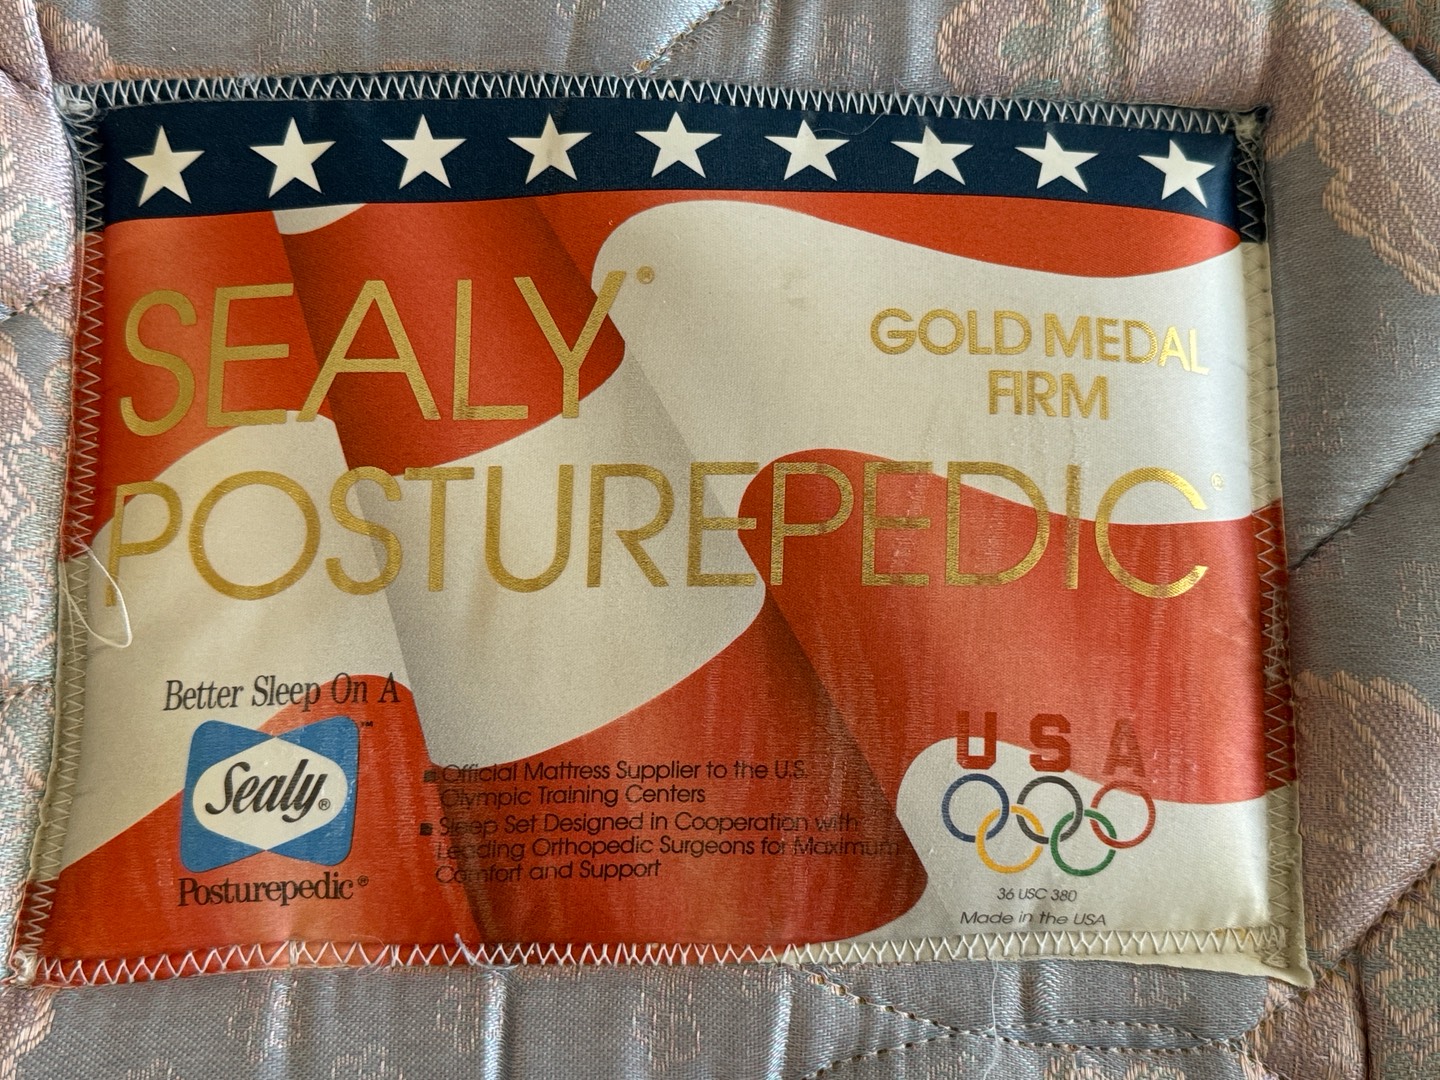 SEALY®
GOLD MEDAL
FIRM
POSTUREPEDIC®
Better Sleep On A
™
Sealy®
Posturepedic®
■ Official Mattress Supplier to the U.S.
Olympic Training Centers
■ Sleep Set Designed in Cooperation with
Leading Orthopedic Surgeons for Maximum
Comfort and Support
USA
36 USC 380
Made in the USA